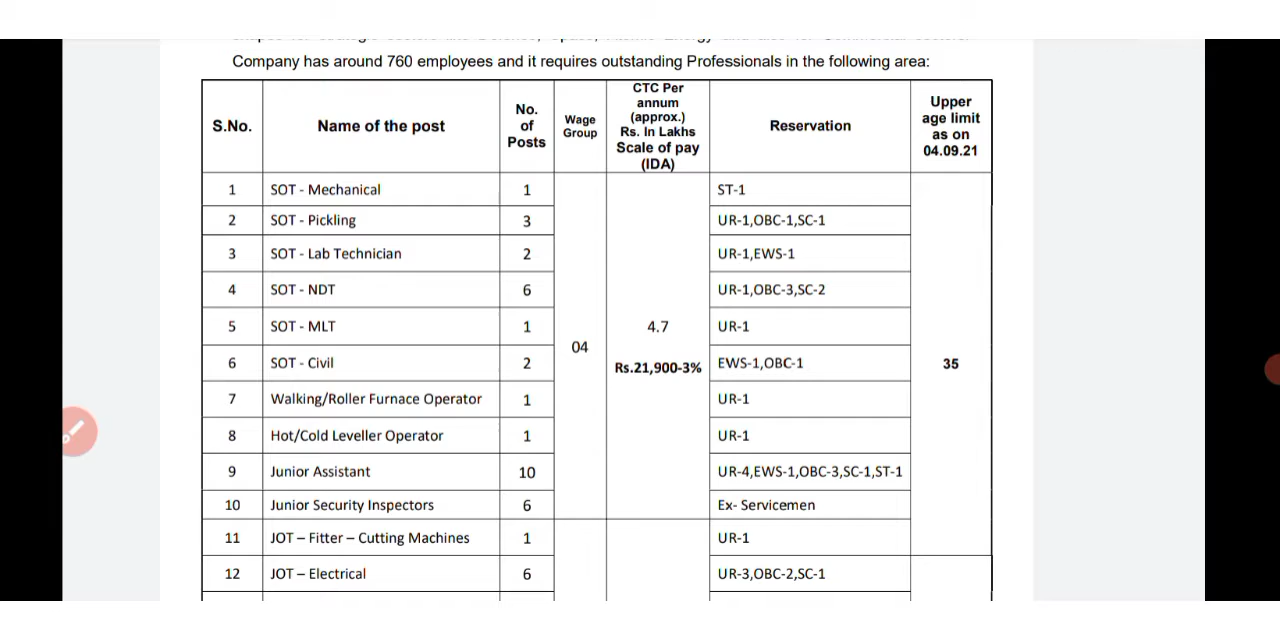 Company has around 760 employees and it requires outstanding Professionals in the following area:
S.No. Name of the post No. of Posts Wage Group CTC Per annum (approx.) Rs. In Lakhs Scale of pay (IDA) Reservation Upper age limit as on 04.09.21
1 SOT - Mechanical 1 ST-1
2 SOT - Pickling 3 UR-1,OBC-1,SC-1
3 SOT - Lab Technician 2 UR-1,EWS-1
4 SOT - NDT 6 UR-1,OBC-3,SC-2
5 SOT - MLT 1 4.7 UR-1
04
6 SOT - Civil 2 Rs.21,900-3% EWS-1,OBC-1 35
7 Walking/Roller Furnace Operator 1 UR-1
8 Hot/Cold Leveller Operator 1 UR-1
9 Junior Assistant 10 UR-4,EWS-1,OBC-3,SC-1,ST-1
10 Junior Security Inspectors 6 Ex- Servicemen
11 JOT – Fitter – Cutting Machines 1 UR-1
12 JOT – Electrical 6 UR-3,OBC-2,SC-1